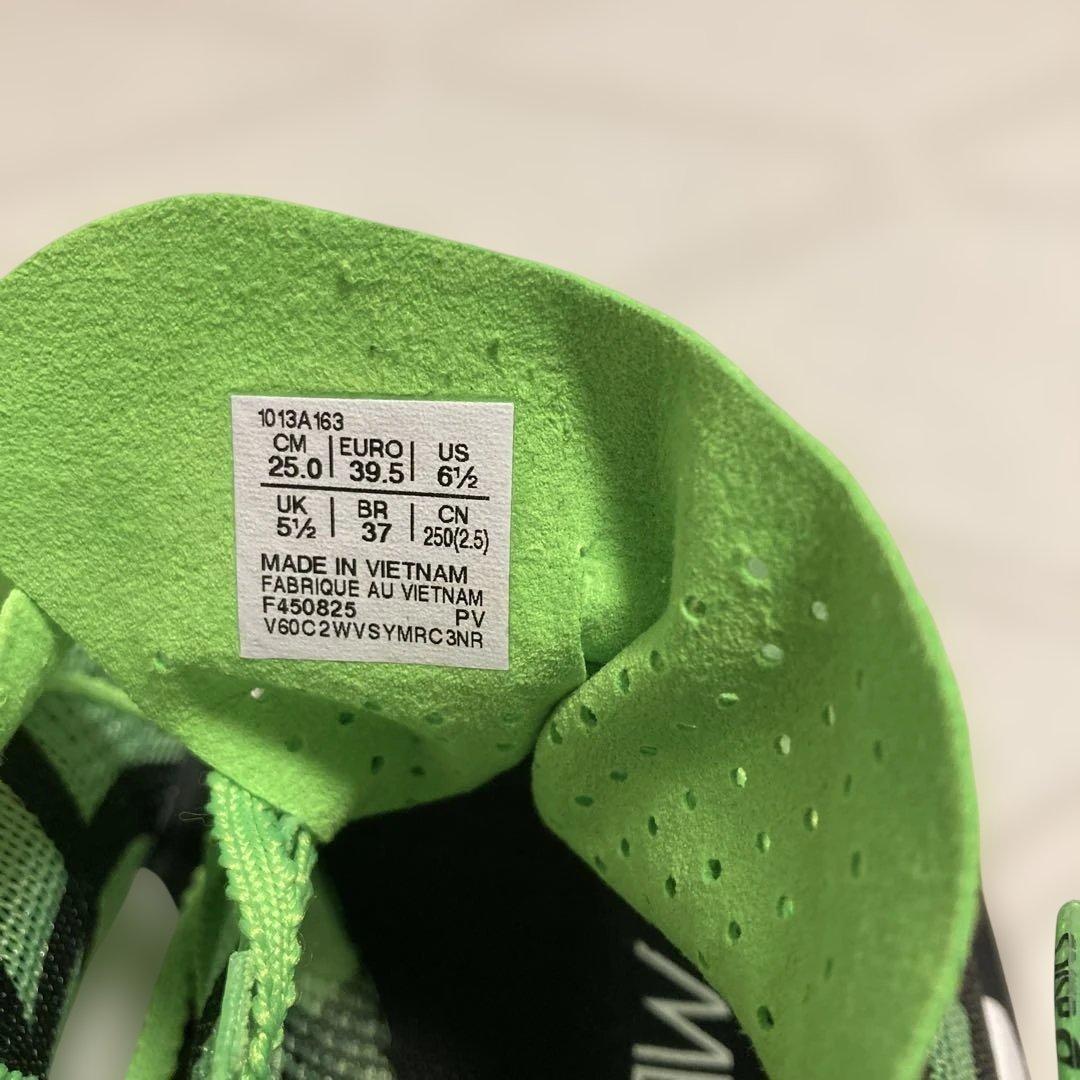 1013A163
CM | EURO | US
25.0 | 39.5 | 6½
UK | BR | CN
5½ | 37 | 250(2.5)
MADE IN VIETNAM
FABRIQUE AU VIETNAM
F450825 PV
V60C2WVSYMRC3NR